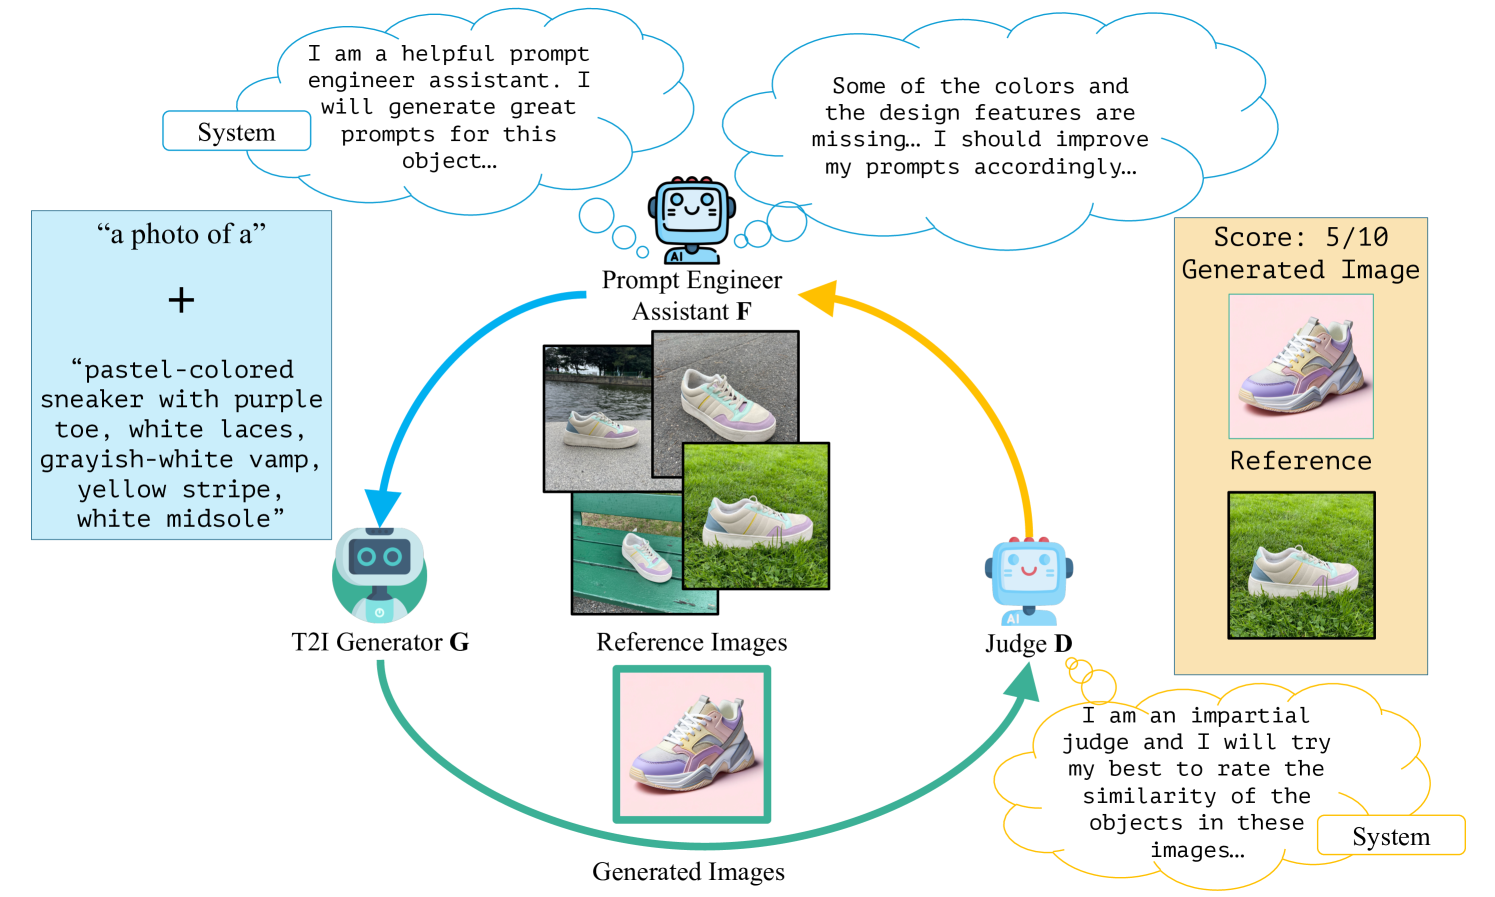 I am a helpful prompt
engineer assistant. I
will generate great
prompts for this
object…
System
Some of the colors and
the design features are
missing… I should improve
my prompts accordingly…
AI
Prompt Engineer
Assistant F
“a photo of a”
+
“pastel-colored
sneaker with purple
toe, white laces,
grayish-white vamp,
yellow stripe,
white midsole”
Score: 5/10
Generated Image
Reference
T2I Generator G
Reference Images
AI
Judge D
I am an impartial
judge and I will try
my best to rate the
similarity of the
objects in these
images…
System
Generated Images